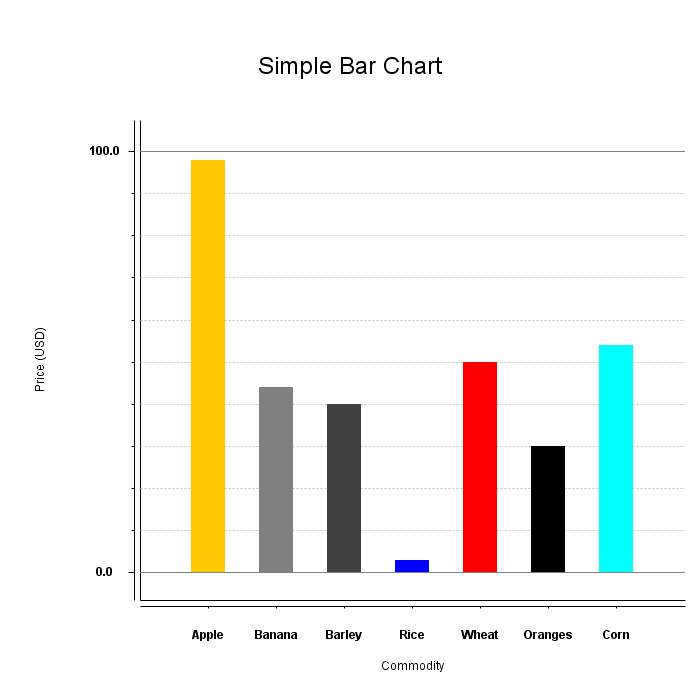 Simple Bar Chart
100.0
Price (USD)
0.0
Apple Banana Barley Rice Wheat Oranges Corn
Commodity